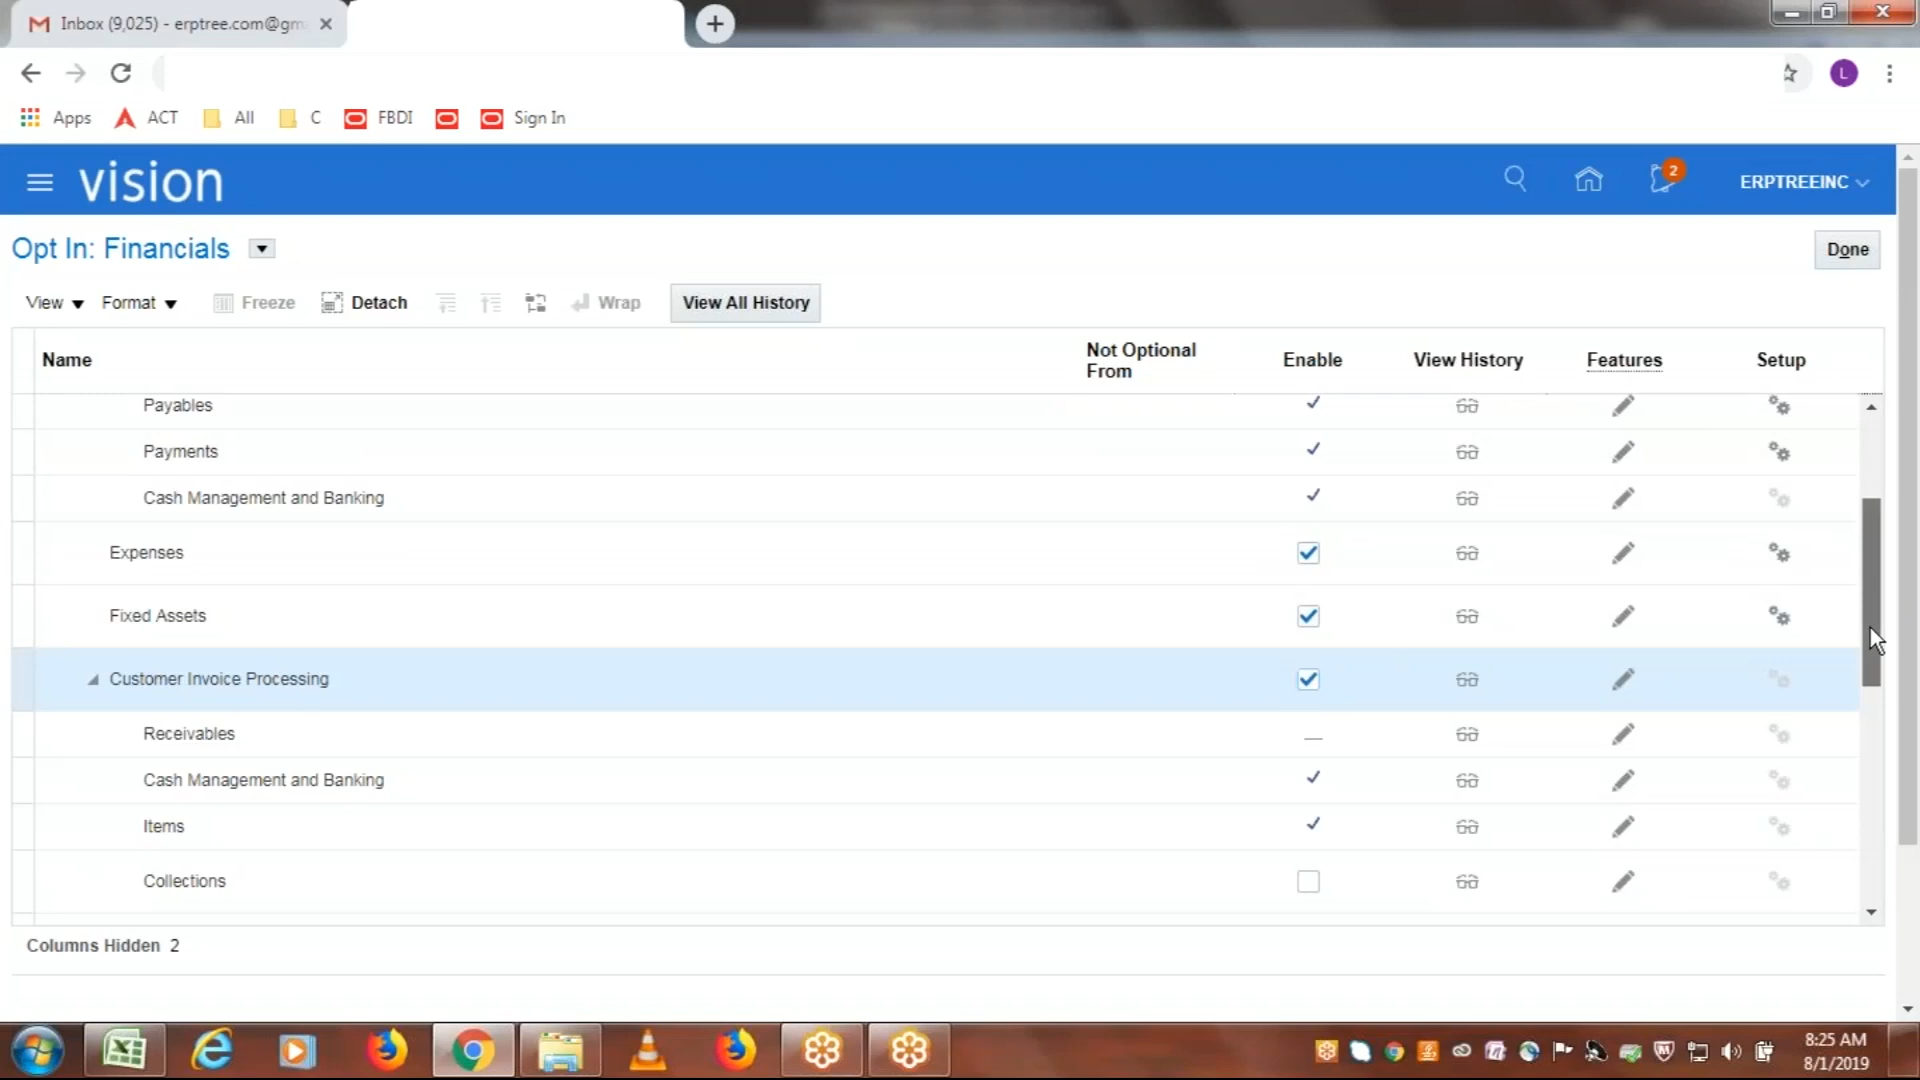 Inbox (9,025) - erptree.com@gm
Apps ACT All C FBDI Sign In
vision
2
ERPTREEINC
Opt In: Financials
Done
View Format Freeze Detach Wrap View All History
Name Not Optional From Enable View History Features Setup
Payables
Payments
Cash Management and Banking
Expenses
Fixed Assets
Customer Invoice Processing
Receivables
Cash Management and Banking
Items
Collections
Columns Hidden 2
L
8:25 AM
8/1/2019